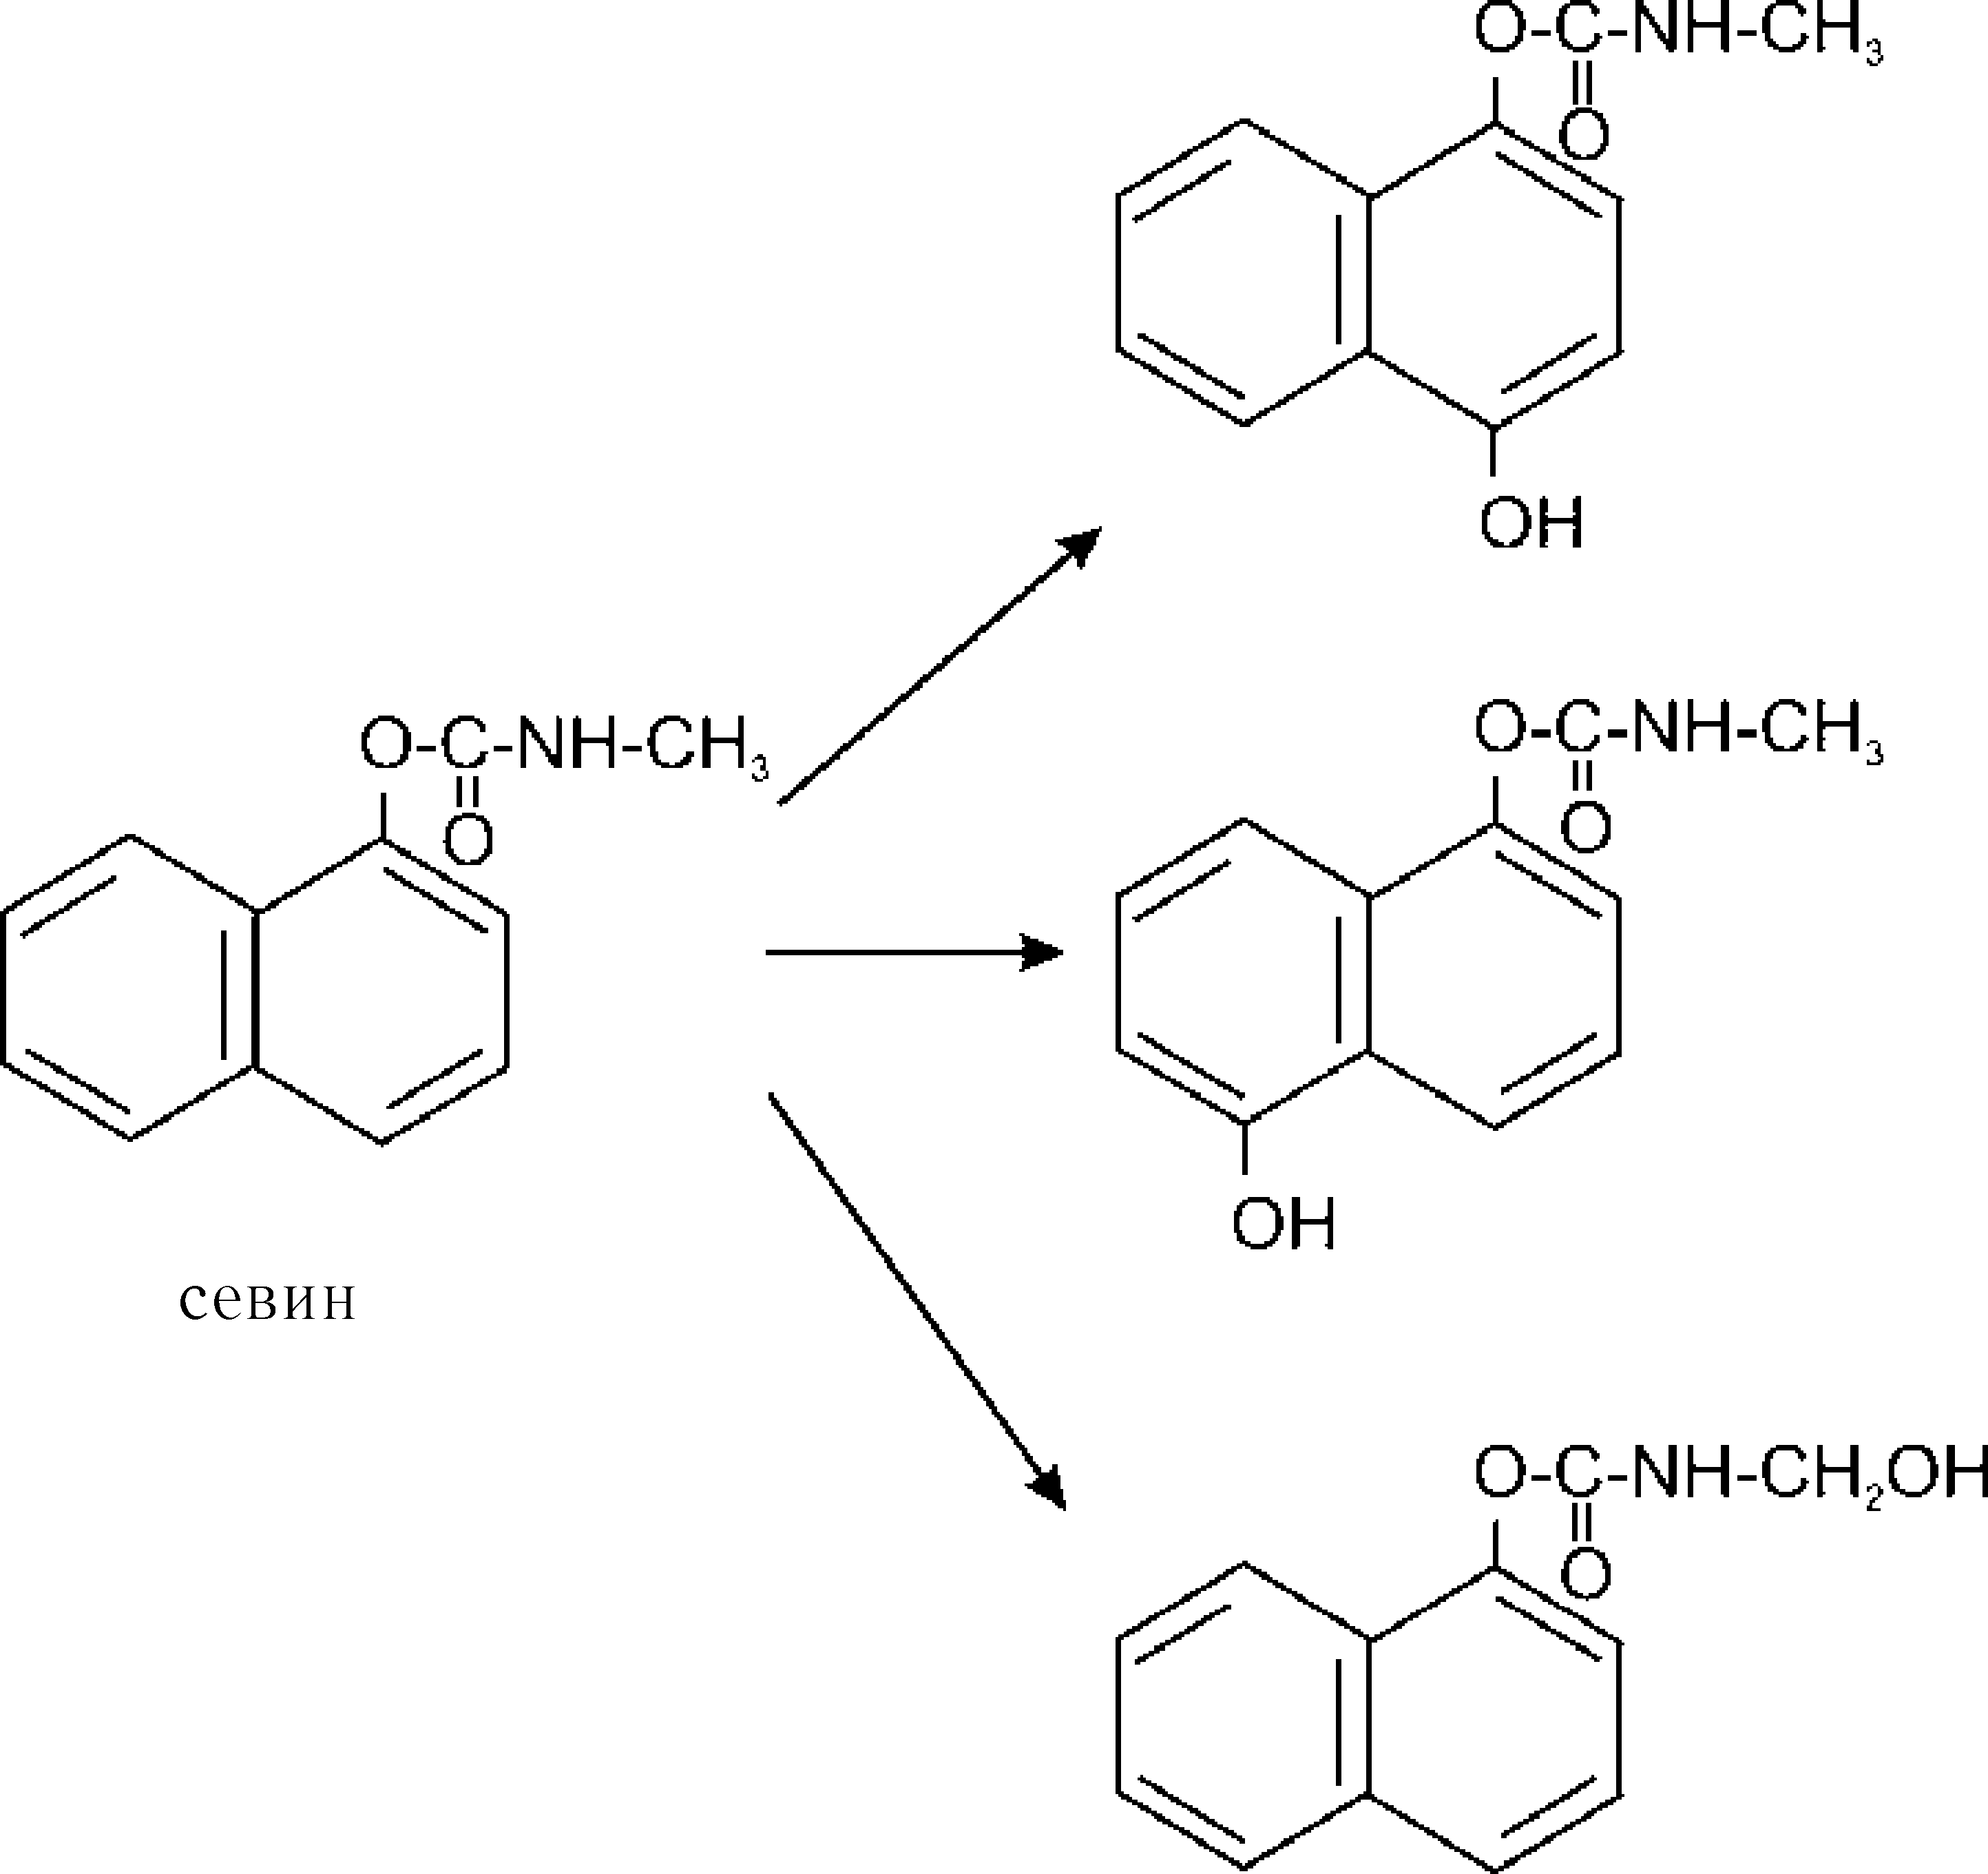 O-C-NH-CH₃
O
OH
O-C-NH-CH₃
O
O-C-NH-CH₃
O
OH
севин
O-C-NH-CH₂OH
O